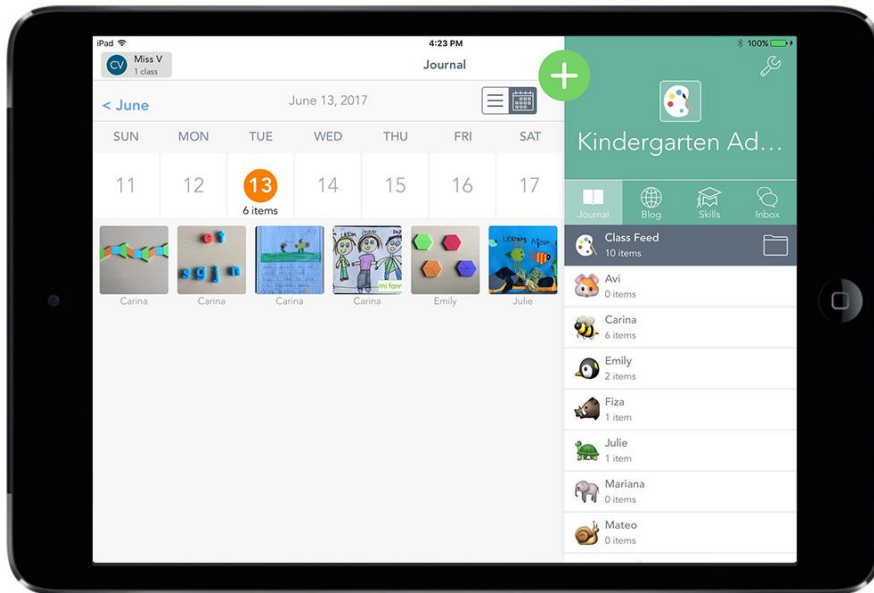 iPad
4:23 PM
100%
CV
Miss V
1 class
Journal
< June
June 13, 2017
SUN MON TUE WED THU FRI SAT
11 12 13 14 15 16 17
6 items
Carina Carina Carina Carina Emily Julie
mi fam
Kindergarten Ad...
Journal Blog Skills Inbox
Class Feed
10 items
Avi
0 items
Carina
6 items
Emily
2 items
Fiza
1 item
Julie
1 item
Mariana
0 items
Mateo
0 items